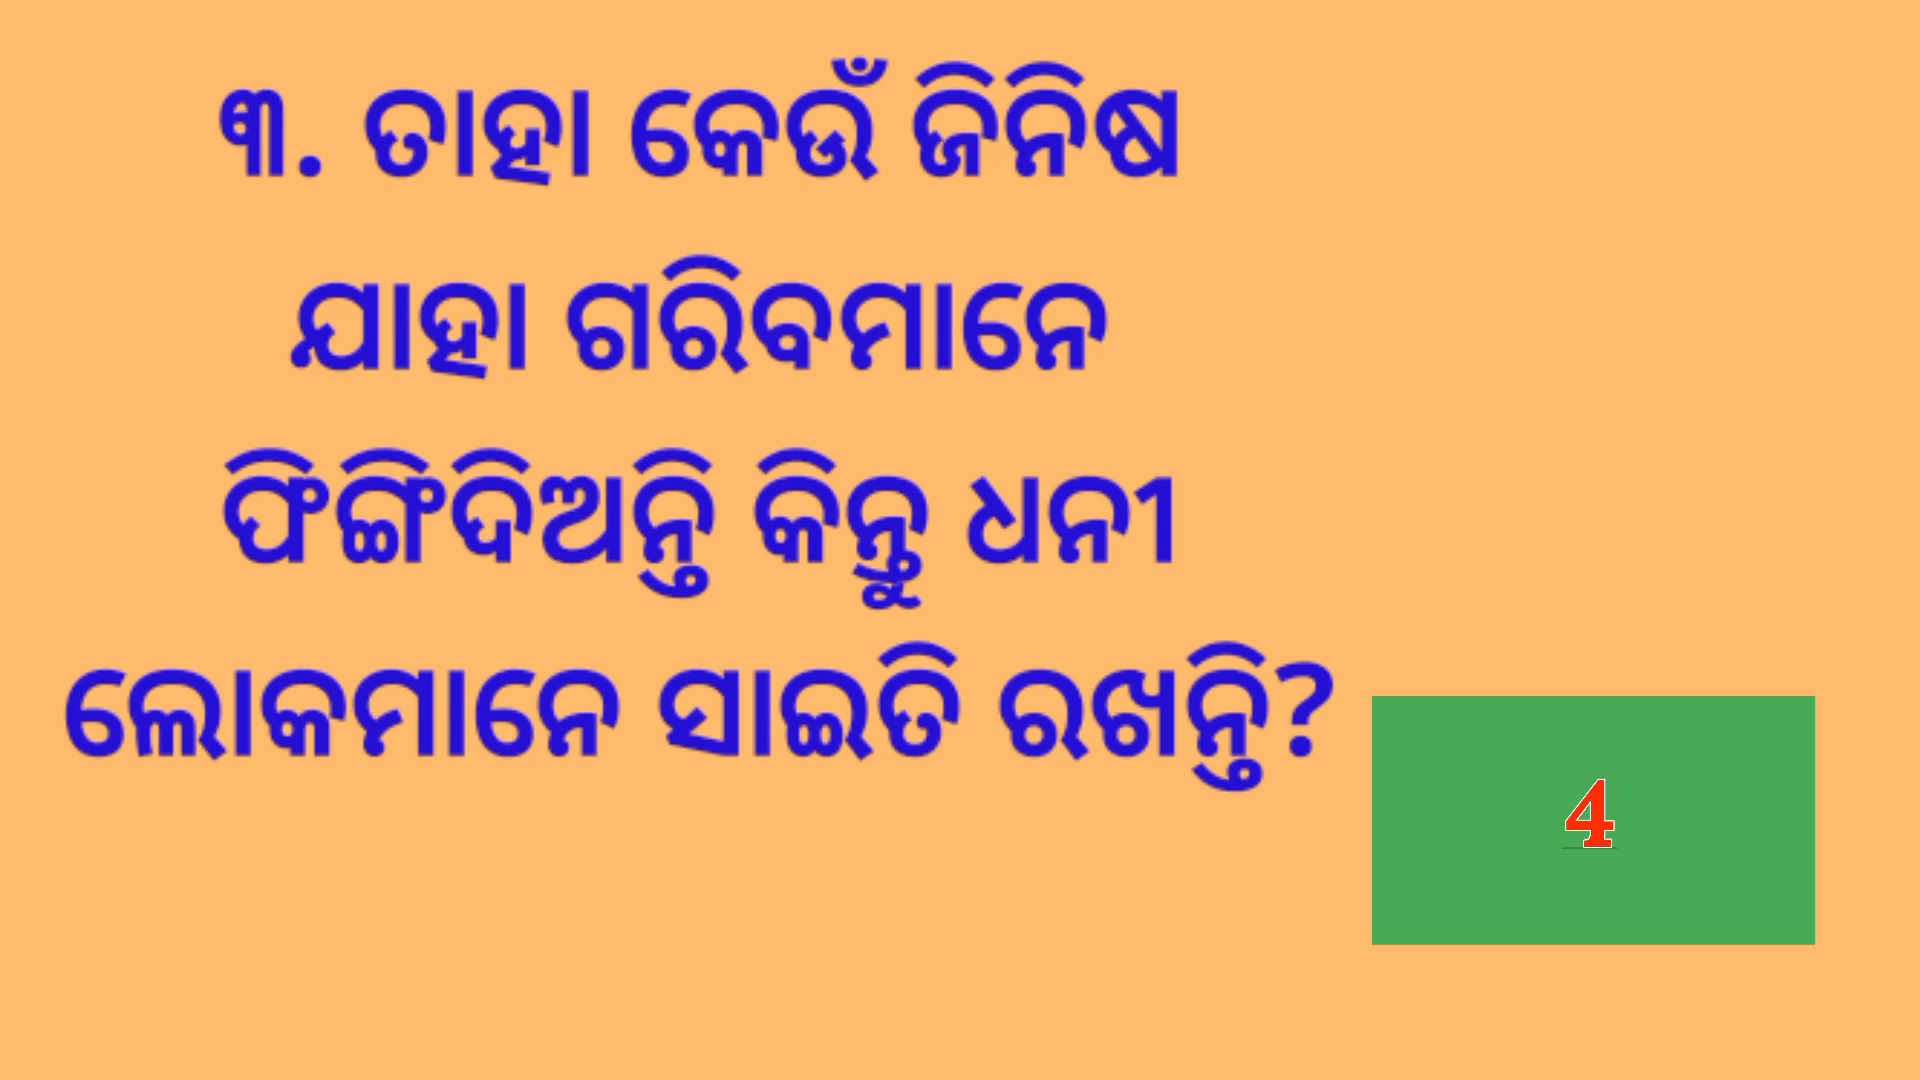 ୩. ତାହା କେଉଁ ଜିନିଷ
ଯାହା ଗରିବମାନେ
ଫିଙ୍ଗିଦିଅନ୍ତି କିନ୍ତୁ ଧନୀ
ଲୋକମାନେ ସାଇତି ରଖନ୍ତି?
4